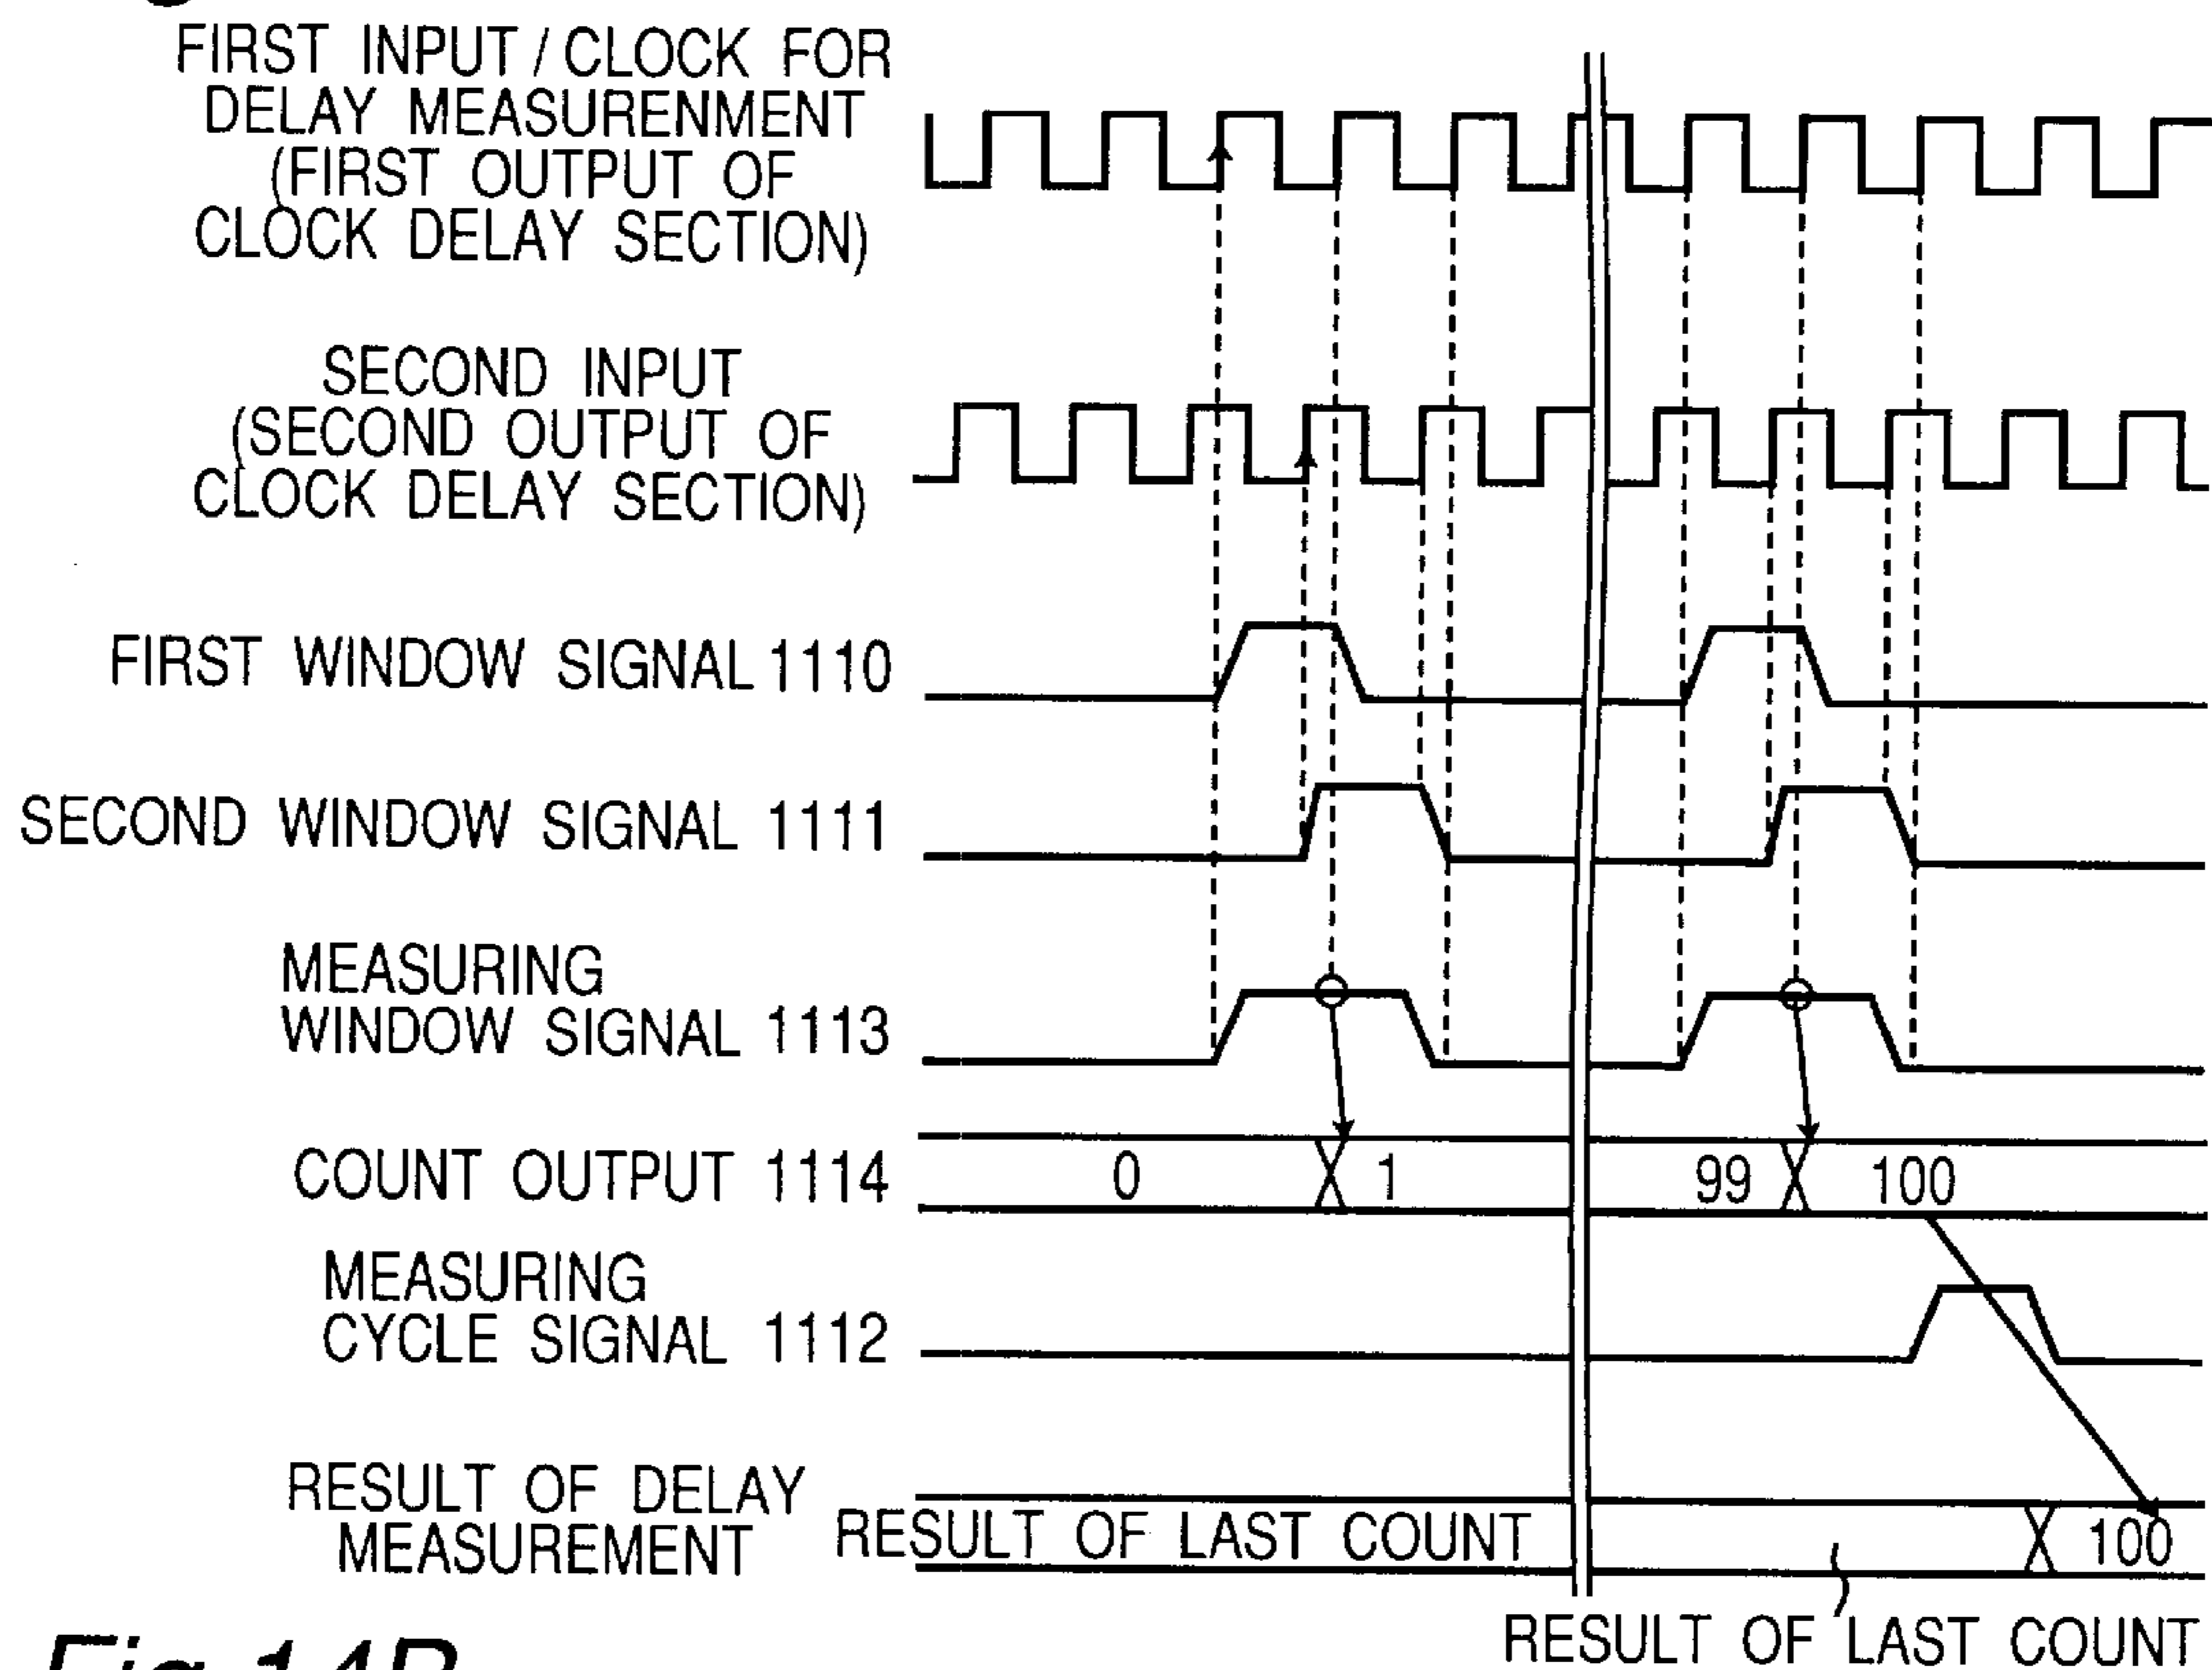 FIRST INPUT / CLOCK FOR
DELAY MEASURENMENT
(FIRST OUTPUT OF
CLOCK DELAY SECTION)
SECOND INPUT
(SECOND OUTPUT OF
CLOCK DELAY SECTION)
FIRST WINDOW SIGNAL 1110
SECOND WINDOW SIGNAL 1111
MEASURING
WINDOW SIGNAL 1113
COUNT OUTPUT 1114
0 1 99 100
MEASURING
CYCLE SIGNAL 1112
RESULT OF DELAY
MEASUREMENT
RESULT OF LAST COUNT
100
RESULT OF LAST COUNT
Fig.14B